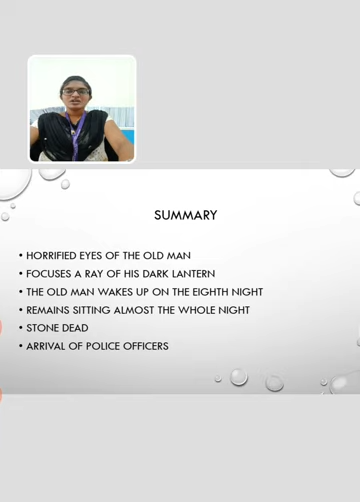 SUMMARY
• HORRIFIED EYES OF THE OLD MAN
• FOCUSES A RAY OF HIS DARK LANTERN
• THE OLD MAN WAKES UP ON THE EIGHTH NIGHT
• REMAINS SITTING ALMOST THE WHOLE NIGHT
• STONE DEAD
• ARRIVAL OF POLICE OFFICERS